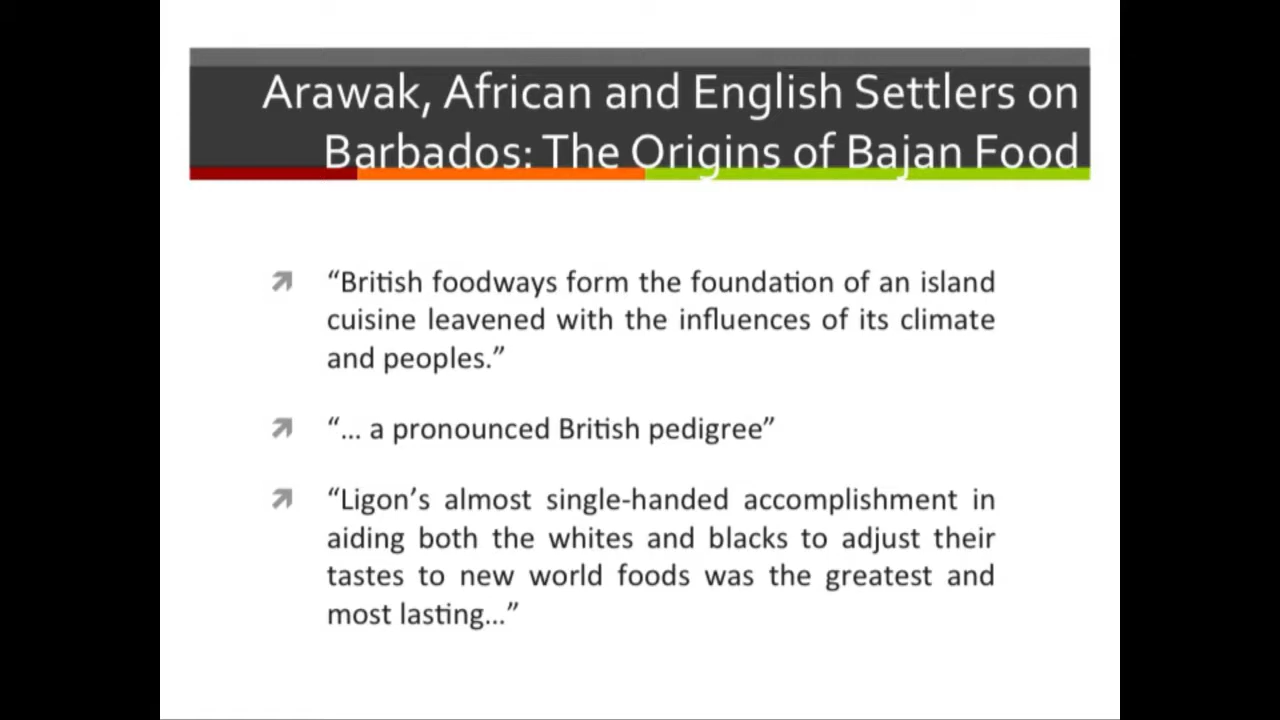 Arawak, African and English Settlers on
Barbados: The Origins of Bajan Food
“British foodways form the foundation of an island
cuisine leavened with the influences of its climate
and peoples.”
“… a pronounced British pedigree”
“Ligon’s almost single-handed accomplishment in
aiding both the whites and blacks to adjust their
tastes to new world foods was the greatest and
most lasting…”